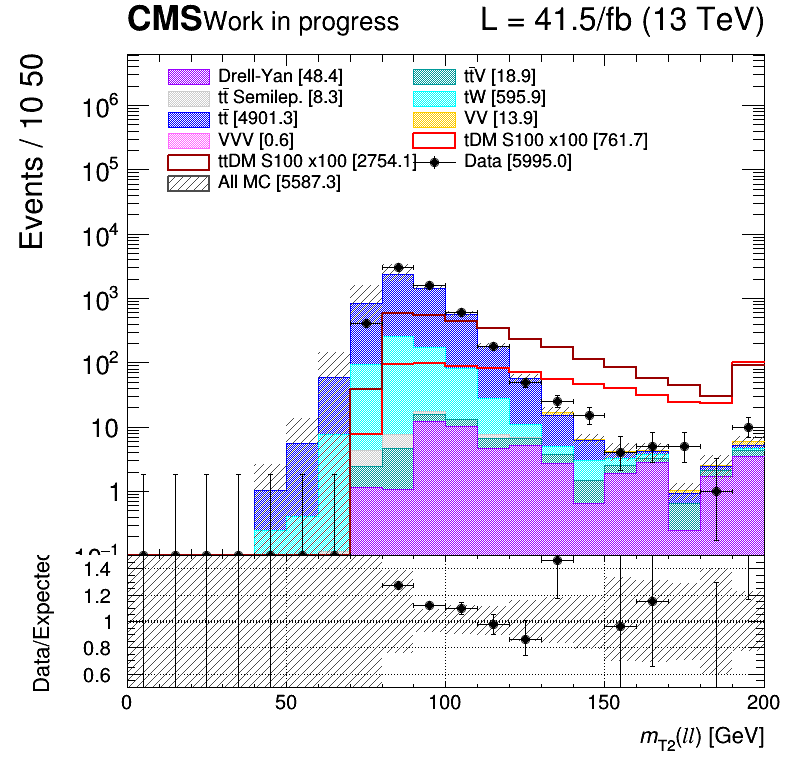 CMS Work in progress L = 41.5/fb (13 TeV)
Events / 10 50
Drell-Yan [48.4] tt̄V [18.9]
tt̄ Semilep. [8.3] tW [595.9]
tt̄ [4901.3] VV [13.9]
VVV [0.6] tDM S100 x100 [761.7]
ttDM S100 x100 [2754.1] Data [5995.0]
All MC [5587.3]
10⁶
10⁵
10⁴
10³
10²
10
1
10⁻¹
Data/Expected
1.4
1.2
1
0.8
0.6
0 50 100 150 200
m_T2(ll) [GeV]